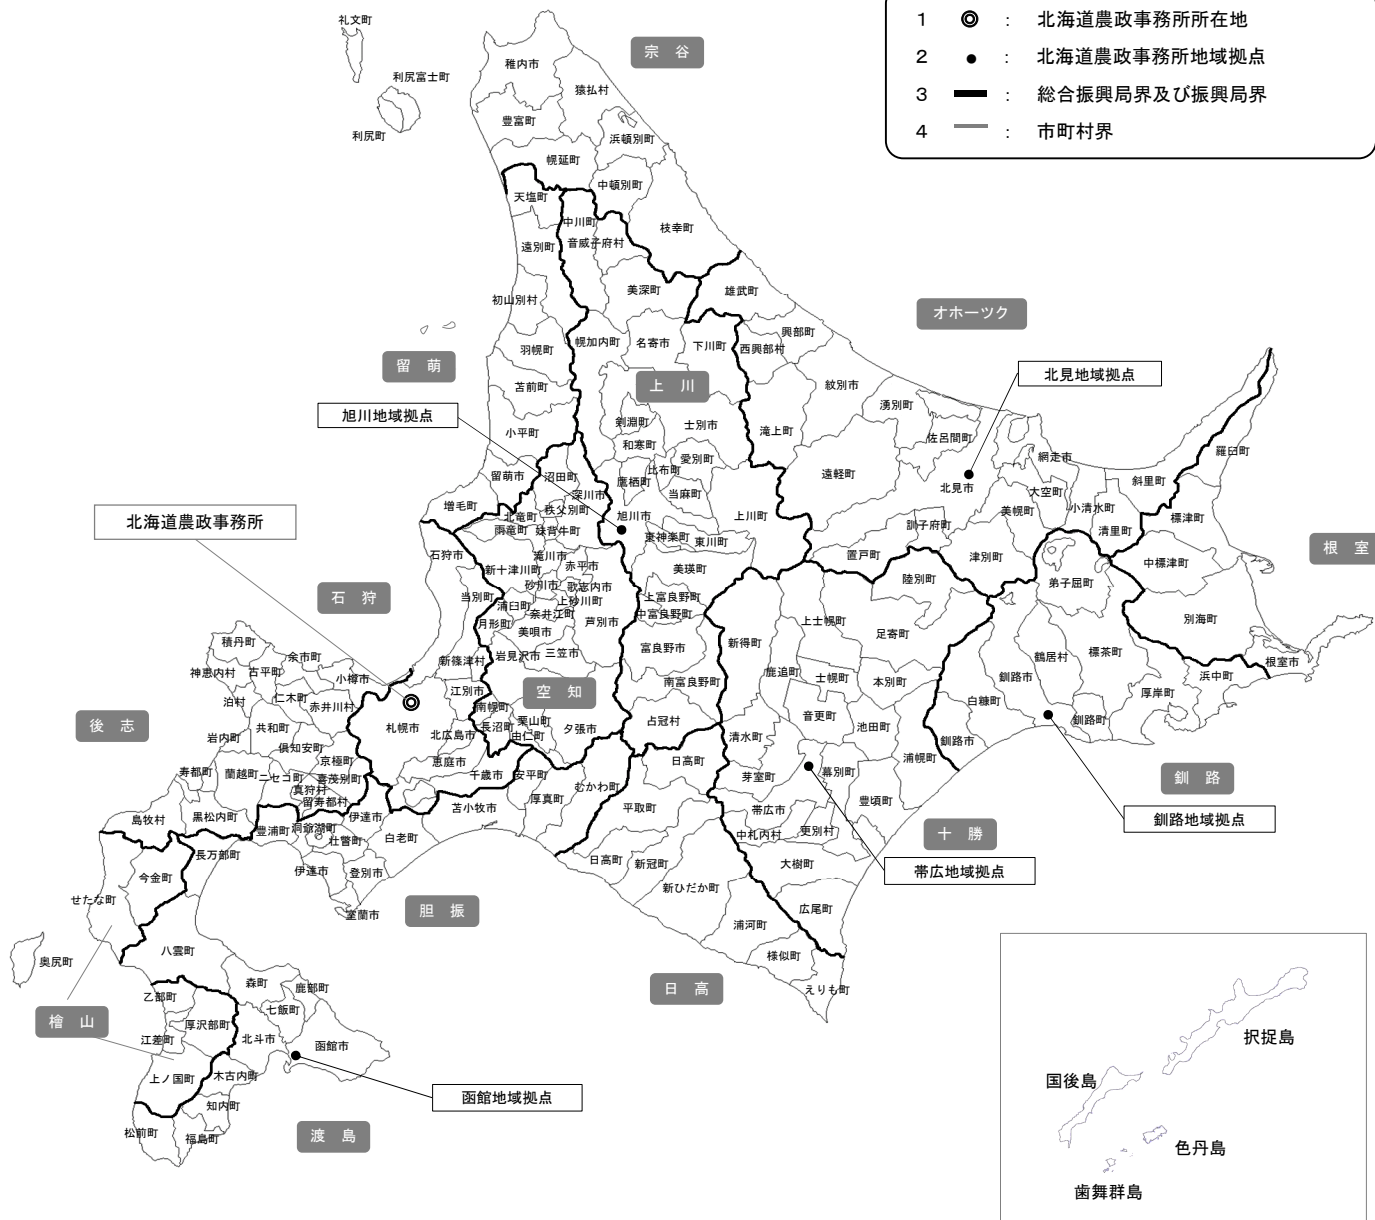 1 ◎ : 北海道農政事務所所在地
2 ● : 北海道農政事務所地域拠点
3 : 総合振興局界及び振興局界
4 : 市町村界
礼文町
利尻富士町
利尻町
宗谷
稚内市
猿払村
豊富町
浜頓別町
幌延町
中頓別町
天塩町
中川町
音威子府村
枝幸町
遠別町
美深町
雄武町
初山別村
オホーツク
幌加内町
名寄市
下川町
興部町
西興部村
羽幌町
留萌
苫前町
上川
紋別市
北見地域拠点
湧別町
旭川地域拠点
剣淵町
士別市
滝上町
佐呂間町
小平町
和寒町
愛別町
網走市
羅臼町
留萌市
沼田町
比布町
遠軽町
斜里町
深川市
鷹栖町
当麻町
北見市
大空町
増毛町
秩父別町
上川町
美幌町
小清水町
北竜町
旭川市
訓子府町
標津町
北海道農政事務所
雨竜町
妹背牛町
東神楽町
東川町
清里町
根室
石狩市
滝川市
置戸町
津別町
中標津町
新十津川町
赤平市
美瑛町
陸別町
弟子屈町
砂川市
歌志内市
石狩
当別町
浦臼町
上砂川町
上富良野町
奈井江町
中富良野町
月形町
美唄市
芦別市
上士幌町
別海町
積丹町
余市町
岩見沢市
三笠市
富良野市
新得町
足寄町
鶴居村
標茶町
神恵内村
古平町
小樽市
新篠津村
鹿追町
根室市
泊村
仁木町
赤井川村
江別市
空知
南富良野町
士幌町
本別町
釧路市
浜中町
後志
共和町
札幌市
南幌町
栗山町
占冠村
音更町
白糠町
厚岸町
岩内町
倶知安町
北広島市
長沼町
由仁町
夕張市
清水町
池田町
釧路市
釧路町
京極町
恵庭市
浦幌町
寿都町
蘭越町
ニセコ町
喜茂別町
千歳市
安平町
むかわ町
日高町
芽室町
幕別町
釧路
真狩村
留寿都村
厚真町
豊頃町
島牧村
黒松内町
伊達市
苫小牧市
平取町
帯広市
釧路地域拠点
豊浦町
洞爺湖町
壮瞥町
白老町
中札内村
更別村
十勝
長万部町
日高町
新冠町
大樹町
帯広地域拠点
今金町
伊達市
登別市
新ひだか町
せたな町
室蘭市
胆振
浦河町
広尾町
八雲町
様似町
奥尻町
えりも町
森町
鹿部町
日高
乙部町
七飯町
檜山
厚沢部町
江差町
北斗市
函館市
択捉島
上ノ国町
木古内町
国後島
函館地域拠点
知内町
松前町
福島町
渡島
色丹島
歯舞群島